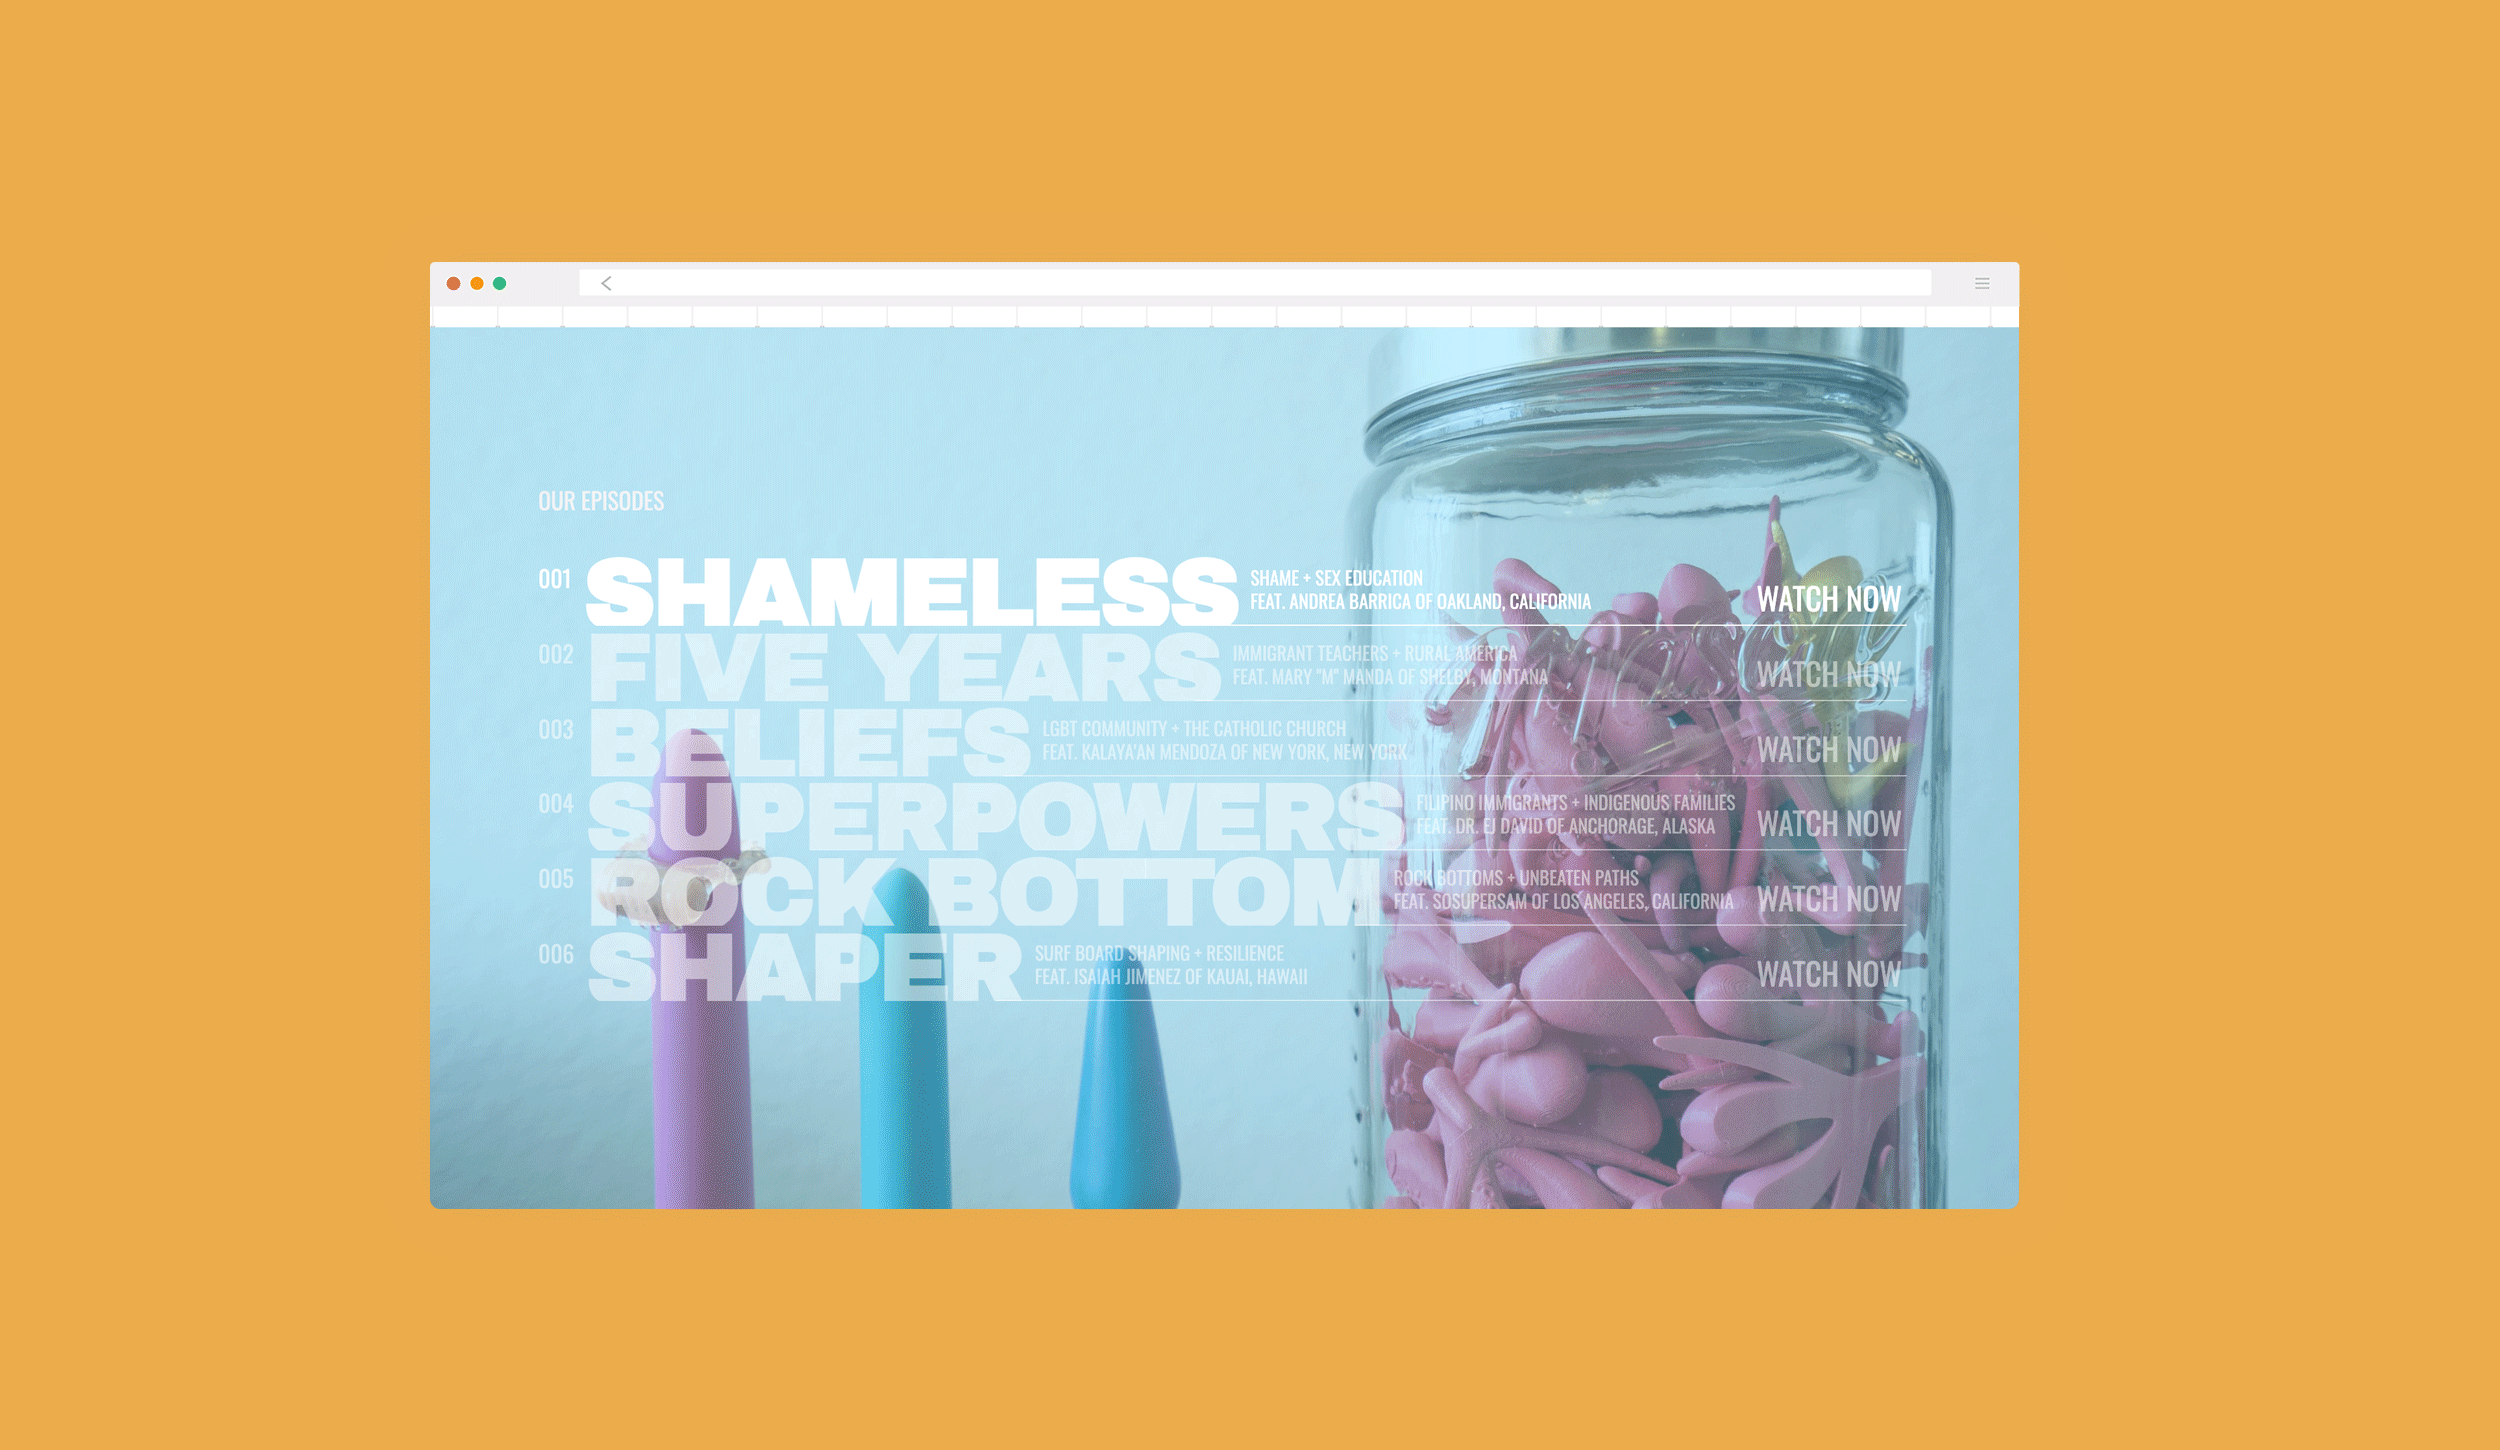 OUR EPISODES
001 SHAMELESS SHAME + SEX EDUCATION
FEAT. ANDREA BARRICA OF OAKLAND, CALIFORNIA WATCH NOW
002 FIVE YEARS IMMIGRANT TEACHERS + RURAL AMERICA
FEAT. MARY "M" MANDA OF SHELBY, MONTANA WATCH NOW
003 BELIEFS LGBT COMMUNITY + THE CATHOLIC CHURCH
FEAT. KALAYA'AN MENDOZA OF NEW YORK, NEW YORK WATCH NOW
004 SUPERPOWERS FILIPINO IMMIGRANTS + INDIGENOUS FAMILIES
FEAT. DR. EJ DAVID OF ANCHORAGE, ALASKA WATCH NOW
005 ROCK BOTTOM ROCK BOTTOMS + UNBEATEN PATHS
FEAT. SOSUPERSAM OF LOS ANGELES, CALIFORNIA WATCH NOW
006 SHAPER SURF BOARD SHAPING + RESILIENCE
FEAT. ISAIAH JIMENEZ OF KAUAI, HAWAII WATCH NOW